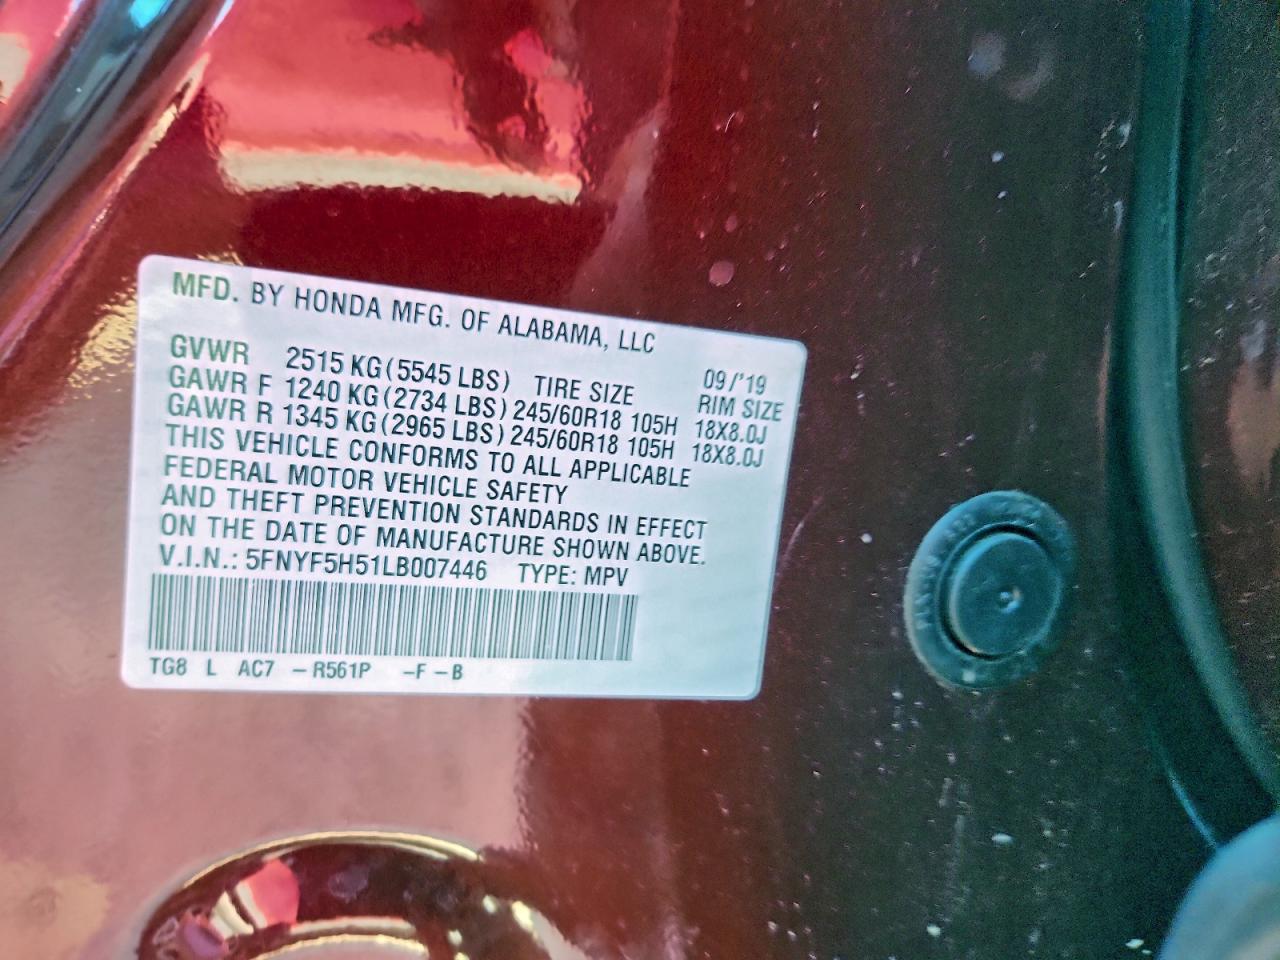 MFD. BY HONDA MFG. OF ALABAMA, LLC
09/'19
GVWR 2515 KG (5545 LBS) TIRE SIZE RIM SIZE
GAWR F 1240 KG (2734 LBS) 245/60R18 105H 18X8.0J
GAWR R 1345 KG (2965 LBS) 245/60R18 105H 18X8.0J
THIS VEHICLE CONFORMS TO ALL APPLICABLE
FEDERAL MOTOR VEHICLE SAFETY
AND THEFT PREVENTION STANDARDS IN EFFECT
ON THE DATE OF MANUFACTURE SHOWN ABOVE.
V.I.N.: 5FNYF5H51LB007446 TYPE: MPV
TG8 L AC7 – R561P – F – B